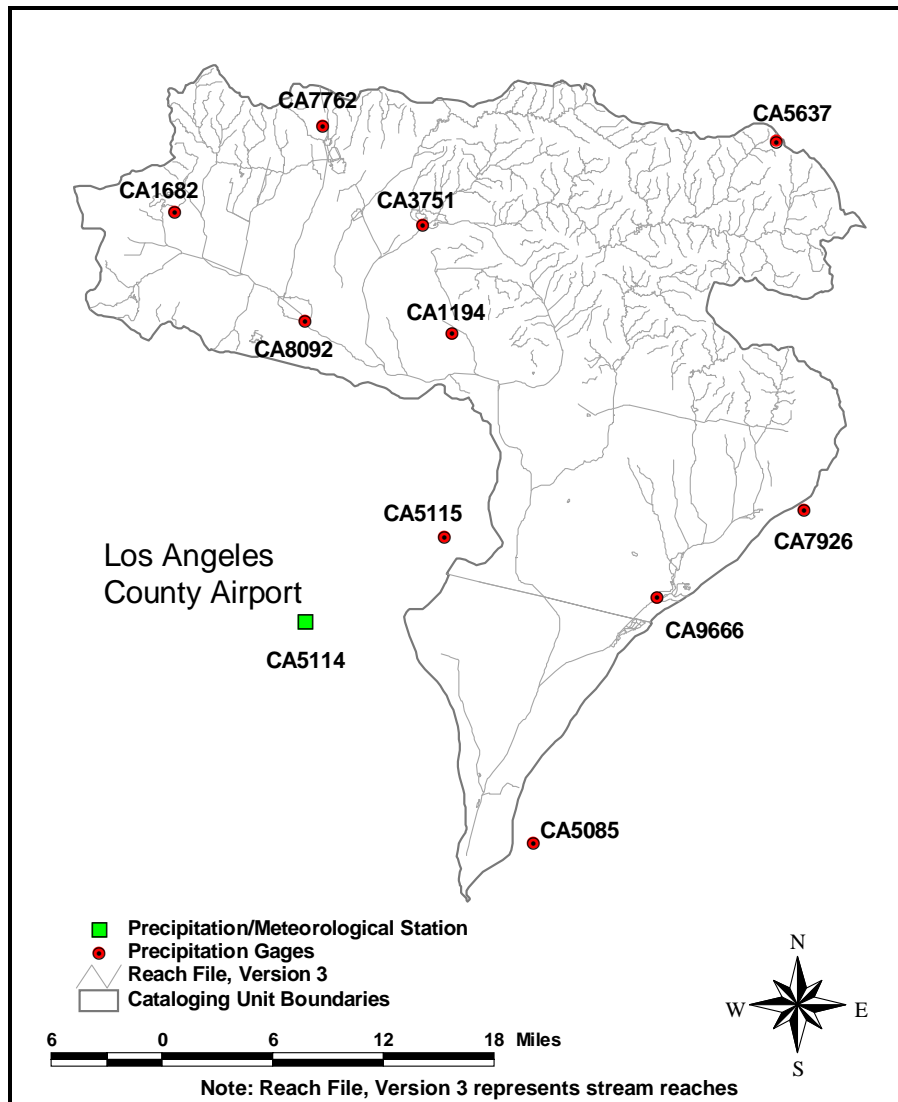 CA7762
CA5637
CA1682
CA3751
CA1194
CA8092
CA5115
CA7926
Los Angeles
County Airport
CA9666
CA5114
CA5085
Precipitation/Meteorological Station
Precipitation Gages
Reach File, Version 3
Cataloging Unit Boundaries
N
W
E
S
6 0 6 12 18 Miles
Note: Reach File, Version 3 represents stream reaches